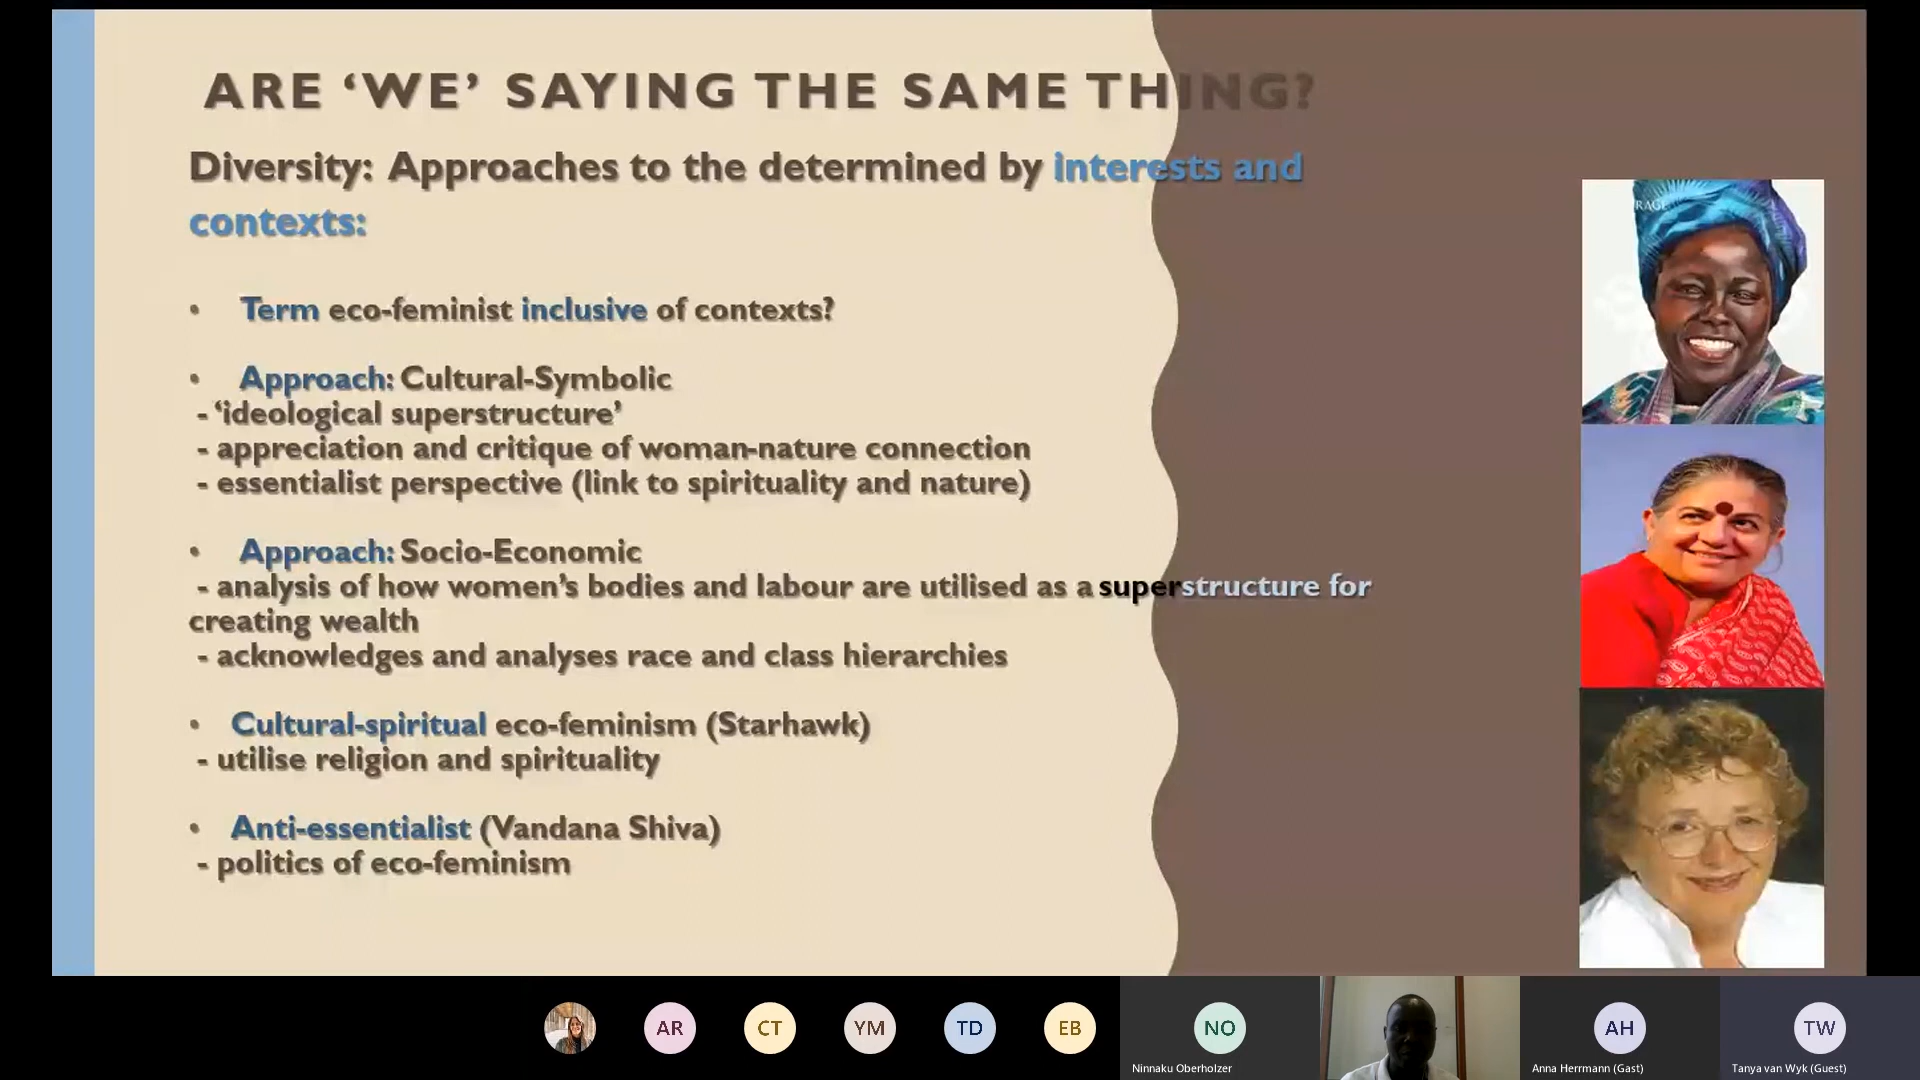 ARE ‘WE’ SAYING THE SAME THING?
Diversity: Approaches to the determined by interests and
contexts:
• Term eco-feminist inclusive of contexts?
• Approach: Cultural-Symbolic
- ‘ideological superstructure’
- appreciation and critique of woman-nature connection
- essentialist perspective (link to spirituality and nature)
• Approach: Socio-Economic
- analysis of how women’s bodies and labour are utilised as a superstructure for
creating wealth
- acknowledges and analyses race and class hierarchies
• Cultural-spiritual eco-feminism (Starhawk)
- utilise religion and spirituality
• Anti-essentialist (Vandana Shiva)
- politics of eco-feminism
RAGE
AR
CT
YM
TD
EB
NO
AH
TW
Ninnaku Oberholzer
Anna Herrmann (Gast)
Tanya van Wyk (Guest)